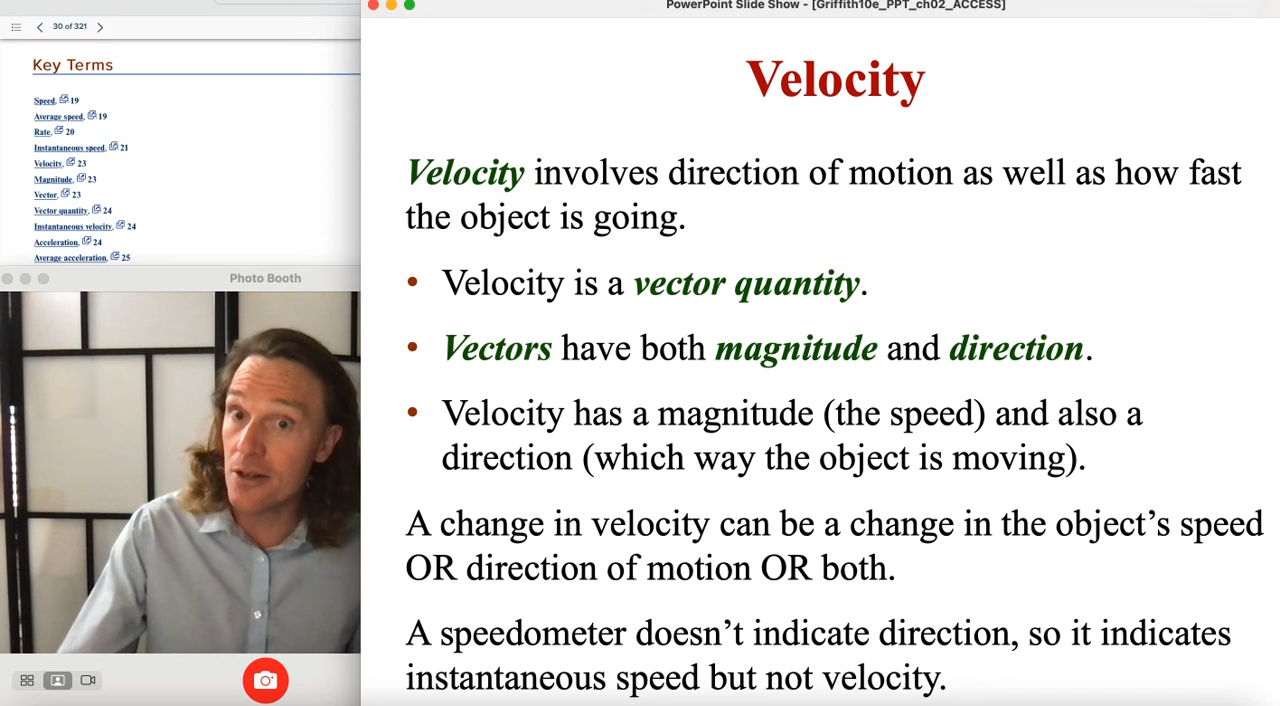 30 of 321
Key Terms
Speed, 19
Average speed, 19
Rate, 20
Instantaneous speed, 21
Velocity, 23
Magnitude, 23
Vector, 23
Vector quantity, 24
Instantaneous velocity, 24
Acceleration, 24
Average acceleration, 25
Photo Booth
PowerPoint Slide Show - [Griffith10e_PPT_ch02_ACCESS]
Velocity
Velocity involves direction of motion as well as how fast
the object is going.
• Velocity is a vector quantity.
• Vectors have both magnitude and direction.
• Velocity has a magnitude (the speed) and also a
direction (which way the object is moving).
A change in velocity can be a change in the object’s speed
OR direction of motion OR both.
A speedometer doesn’t indicate direction, so it indicates
instantaneous speed but not velocity.